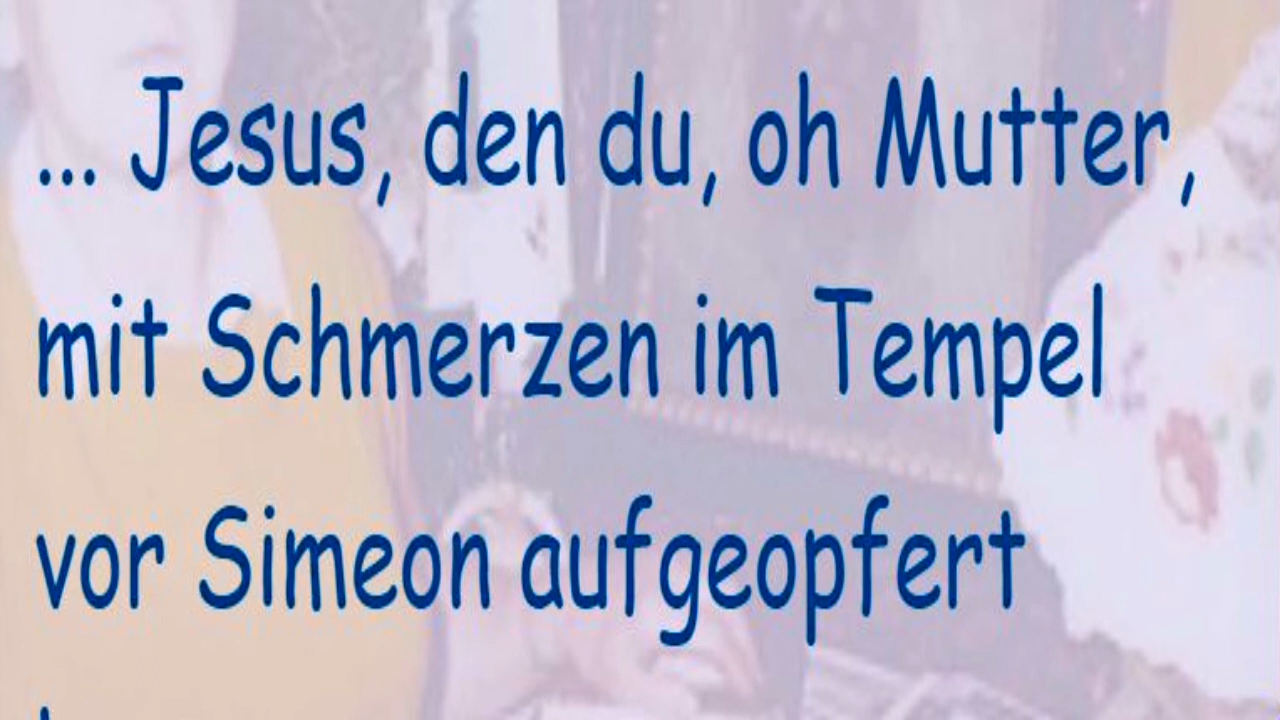 ... Jesus, den du, oh Mutter,
mit Schmerzen im Tempel
vor Simeon aufgeopfert